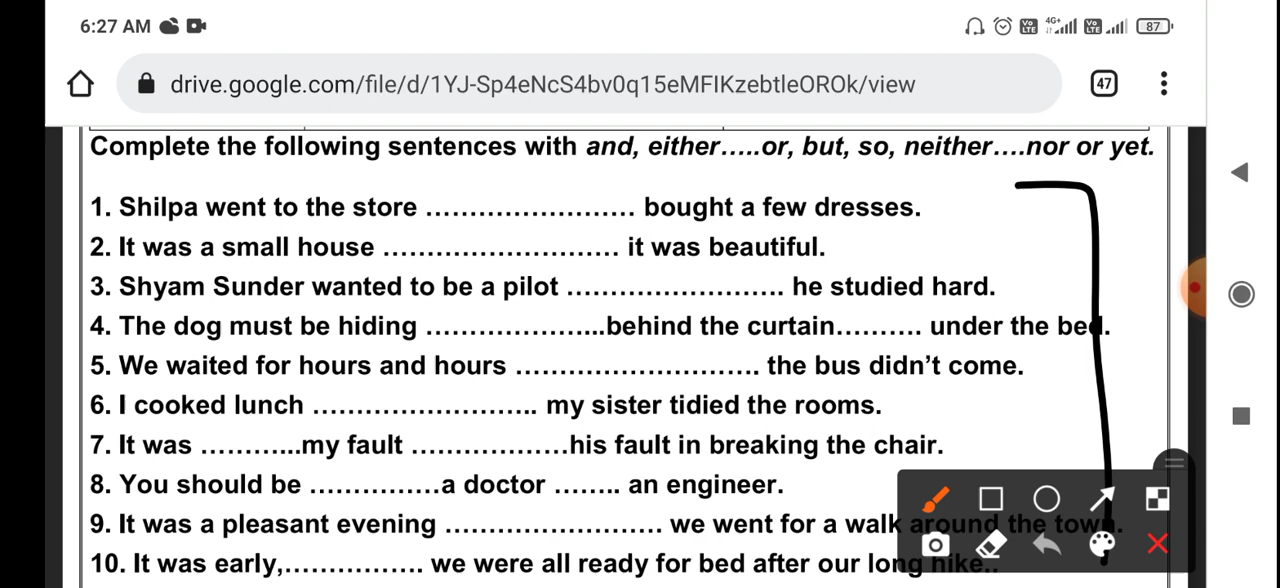 6:27 AM
4G+
Vo LTE
Vo LTE
87
drive.google.com/file/d/1YJ-Sp4eNcS4bv0q15eMFIKzebtleOROk/view
47
Complete the following sentences with and, either.....or, but, so, neither....nor or yet.
1. Shilpa went to the store ........................ bought a few dresses.
2. It was a small house ........................... it was beautiful.
3. Shyam Sunder wanted to be a pilot ......................... he studied hard.
4. The dog must be hiding .....................behind the curtain.......... under the bed.
5. We waited for hours and hours ............................ the bus didn’t come.
6. I cooked lunch .......................... my sister tidied the rooms.
7. It was ............my fault ..................his fault in breaking the chair.
8. You should be ...............a doctor ........ an engineer.
9. It was a pleasant evening ......................... we went for a walk around the town.
10. It was early,................ we were all ready for bed after our long hike..